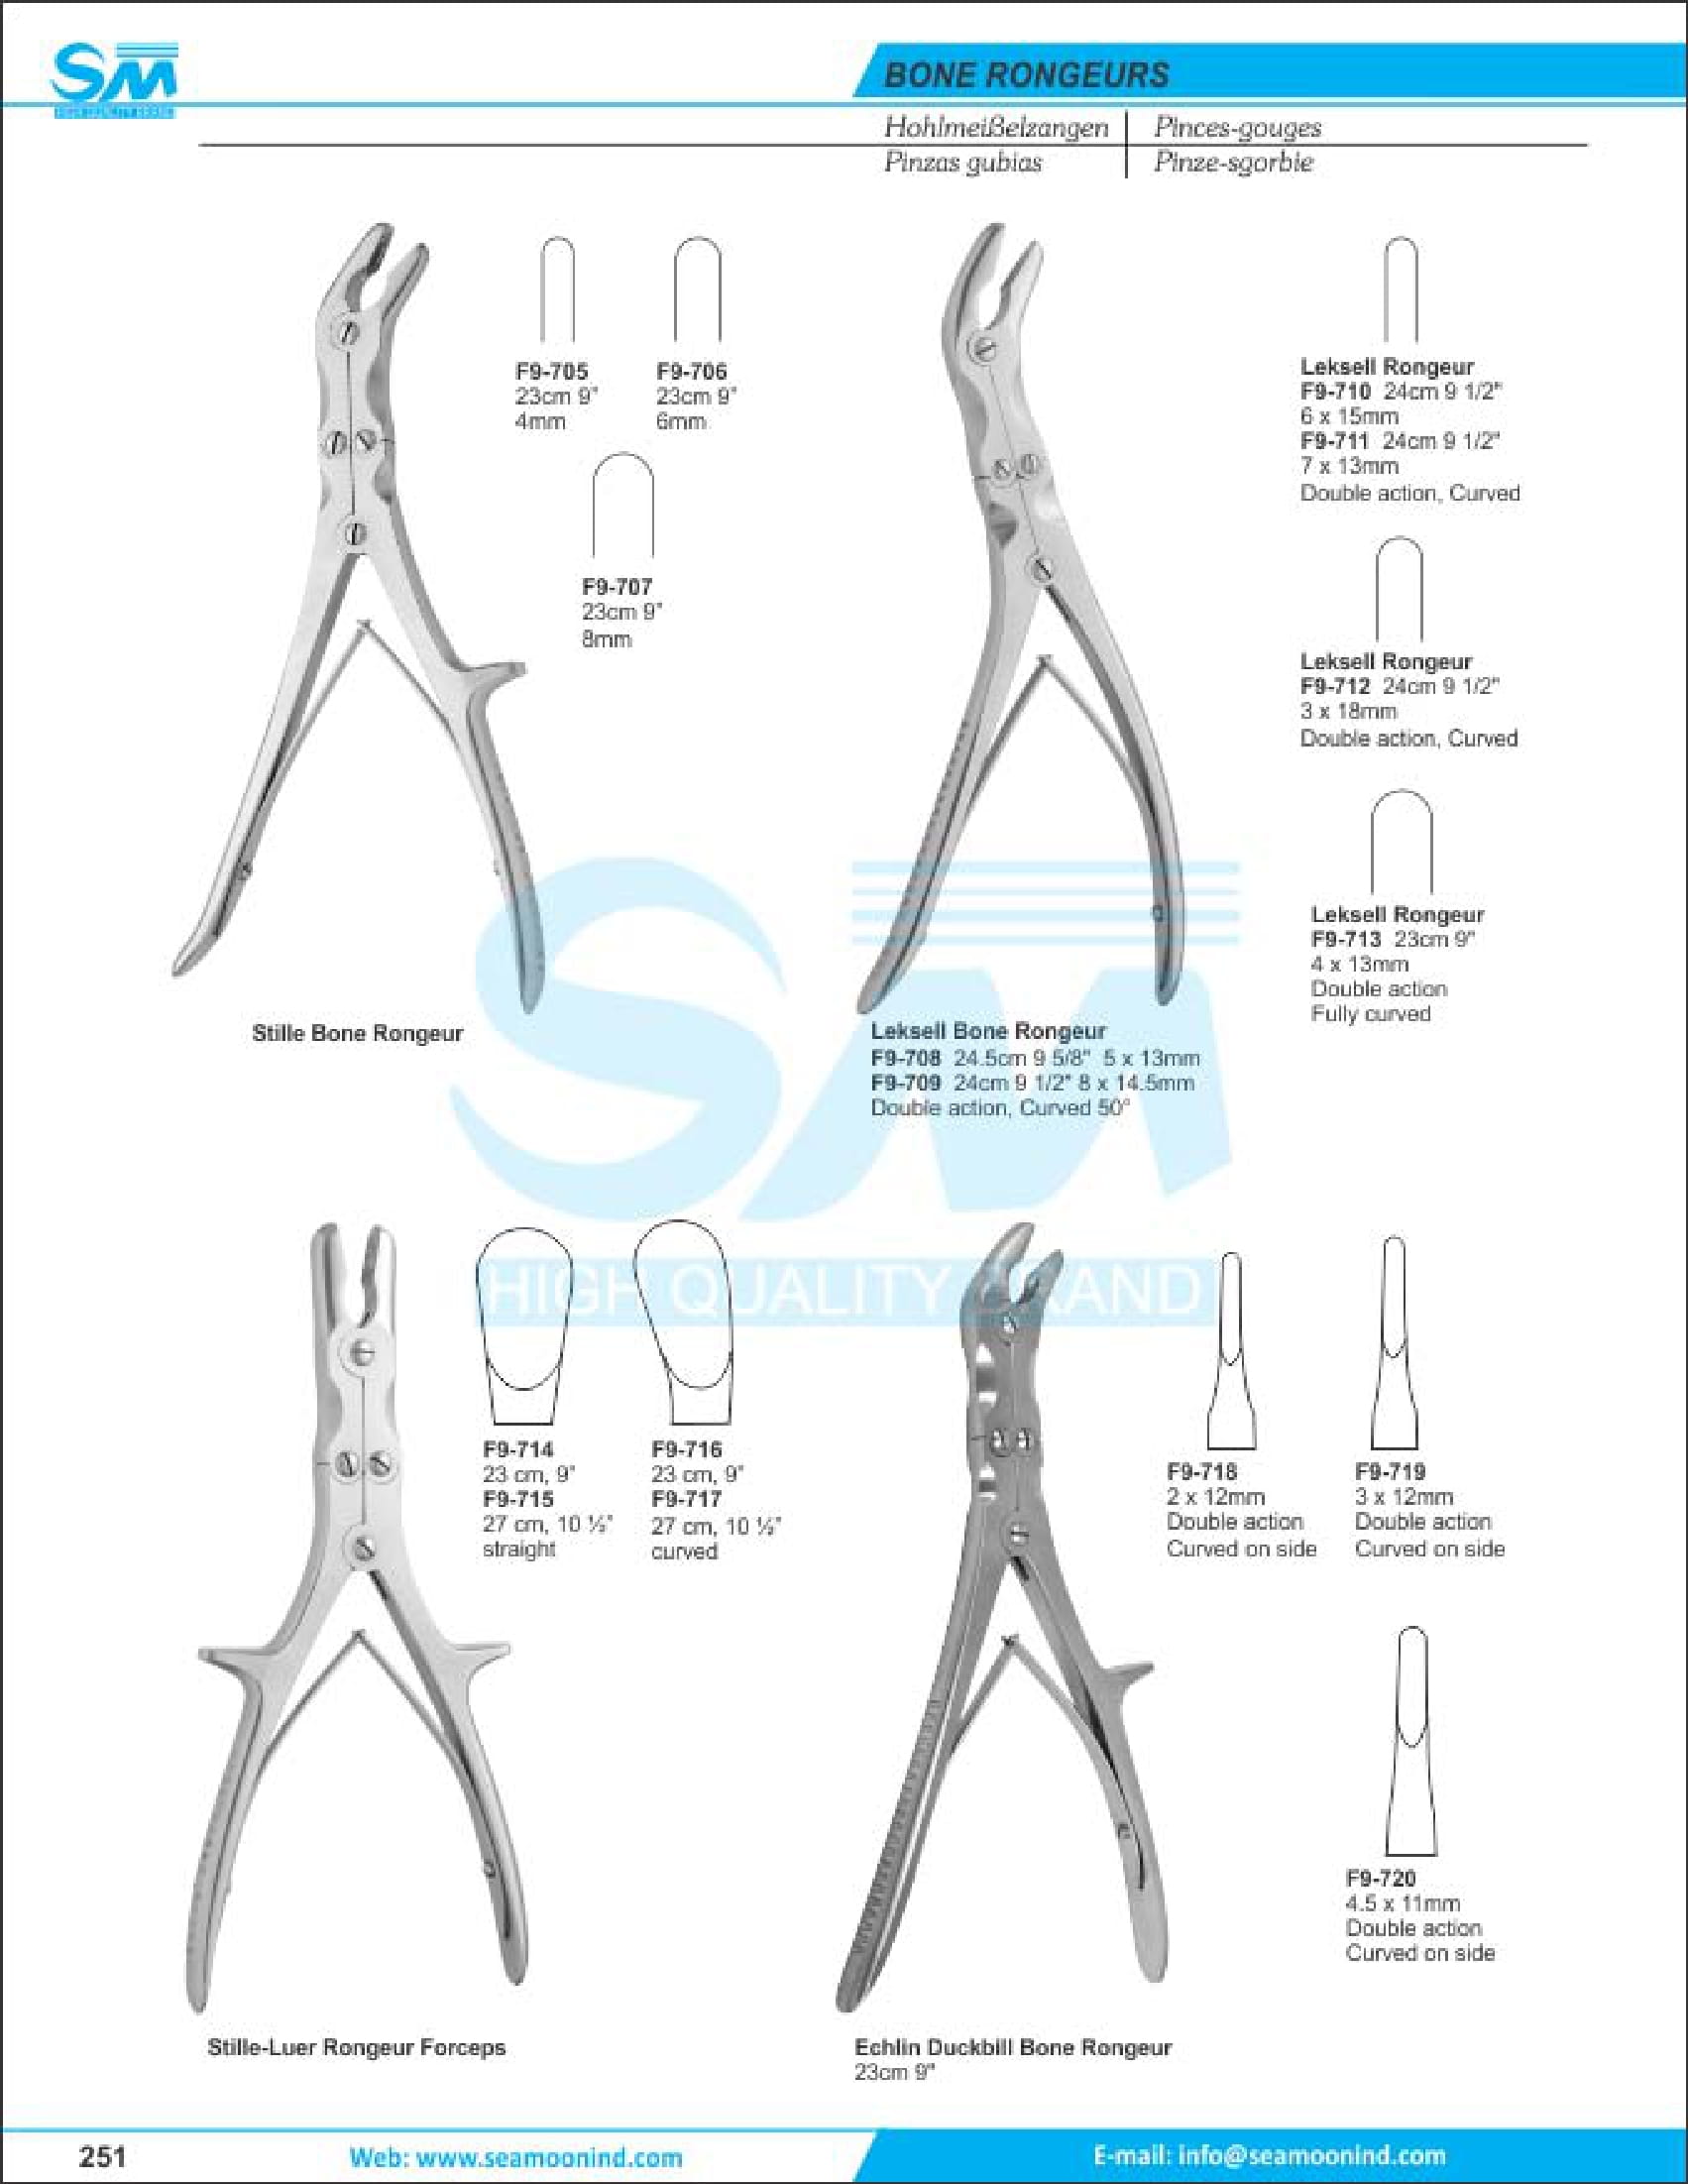 SM
BONE RONGEURS
Hohlmeißelzangen
Pinces-gouges
Pinzas gubias
Pinze-sgorbie
F9-705
23cm 9"
4mm
F9-706
23cm 9"
6mm
F9-707
23cm 9"
8mm
Stille Bone Rongeur
Leksell Rongeur
F9-710 24cm 9 1/2"
6 x 15mm
F9-711 24cm 9 1/2"
7 x 13mm
Double action, Curved
Leksell Rongeur
F9-712 24cm 9 1/2"
3 x 18mm
Double action, Curved
Leksell Rongeur
F9-713 23cm 9"
4 x 13mm
Double action
Fully curved
Leksell Bone Rongeur
F9-708 24.5cm 9 5/8" 5 x 13mm
F9-709 24cm 9 1/2" 8 x 14.5mm
Double action, Curved 50°
SM
HIGH QUALITY BRAND
F9-714
23 cm, 9"
F9-715
27 cm, 10 ½"
straight
F9-716
23 cm, 9"
F9-717
27 cm, 10 ½"
curved
Stille-Luer Rongeur Forceps
F9-718
2 x 12mm
Double action
Curved on side
F9-719
3 x 12mm
Double action
Curved on side
F9-720
4.5 x 11mm
Double action
Curved on side
Echlin Duckbill Bone Rongeur
23cm 9"
251
Web: www.seamoonind.com
E-mail: info@seamoonind.com